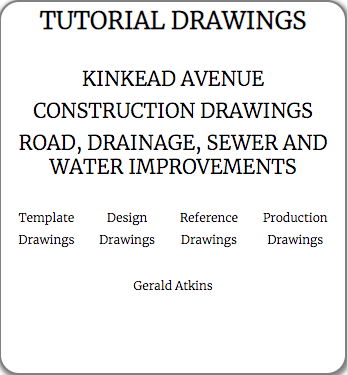 TUTORIAL DRAWINGS
KINKEAD AVENUE
CONSTRUCTION DRAWINGS
ROAD, DRAINAGE, SEWER AND
WATER IMPROVEMENTS
Template Design Reference Production
Drawings Drawings Drawings Drawings
Gerald Atkins